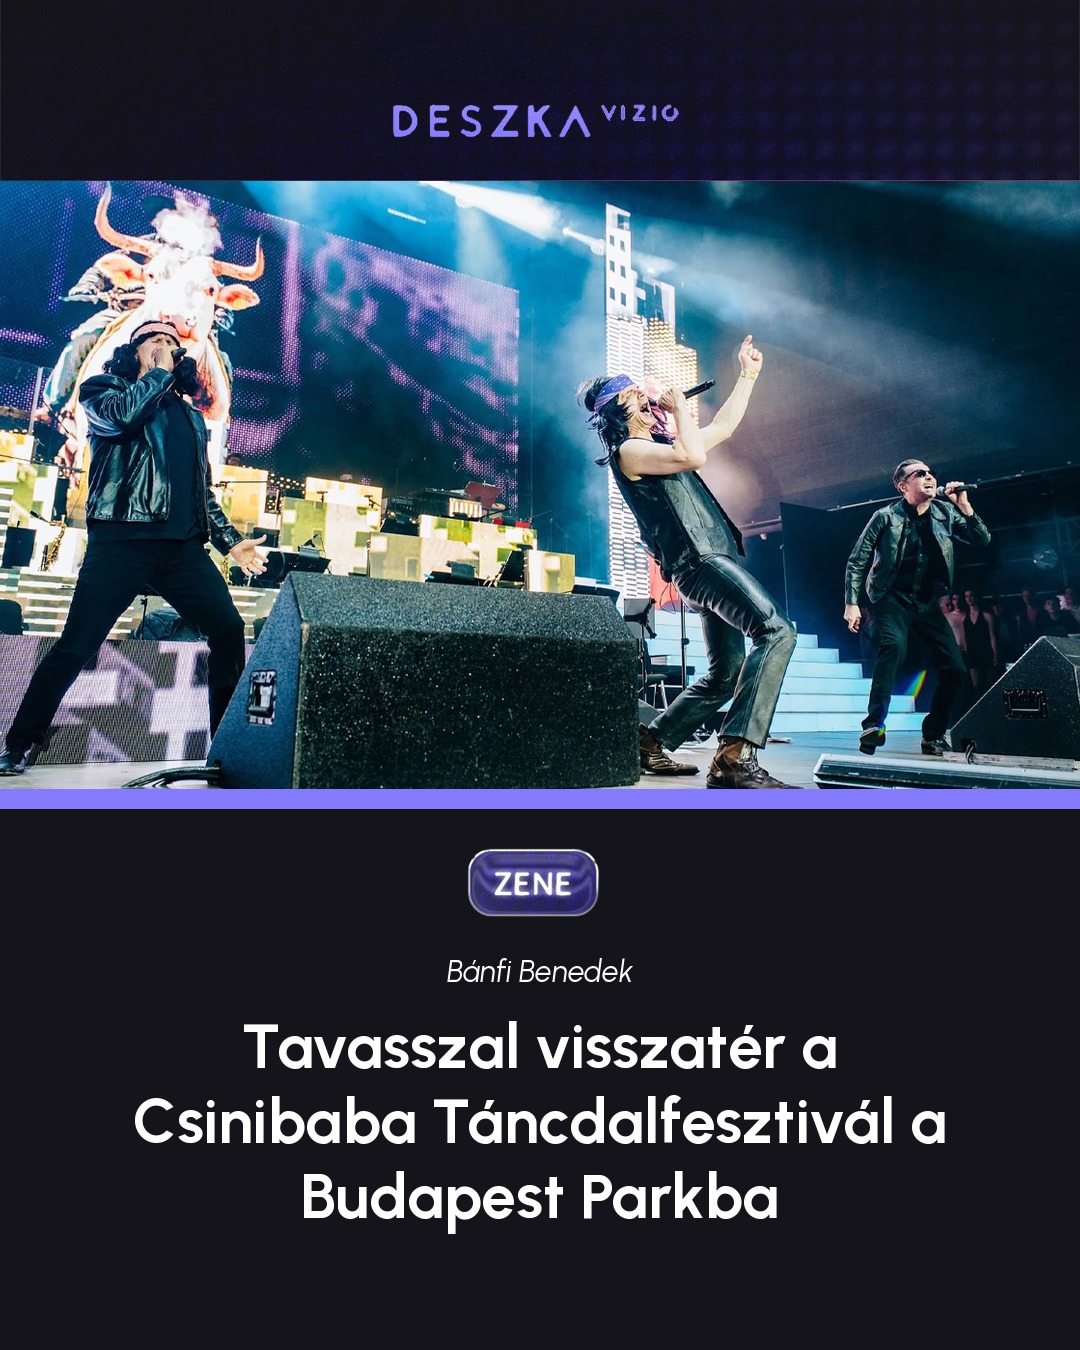 DESZKA VIZIO
ZENE
Bánfi Benedek
Tavasszal visszatér a
Csinibaba Táncdalfesztivál a
Budapest Parkba